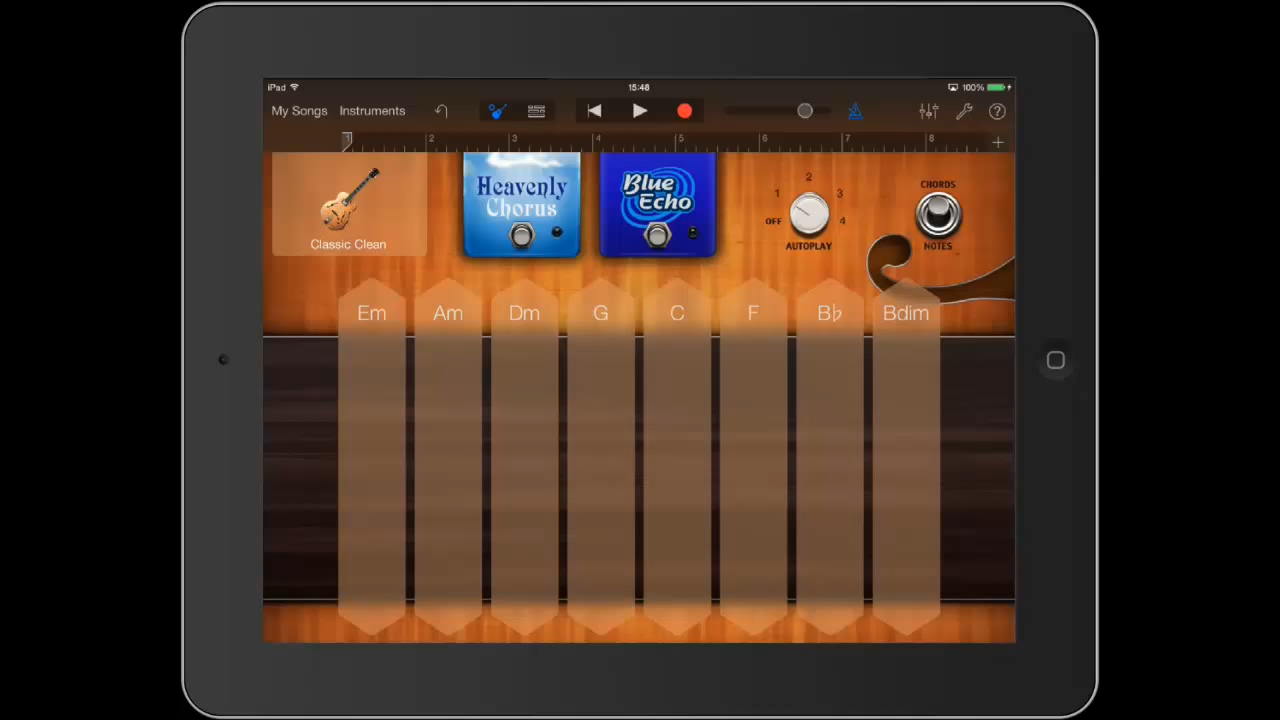 iPad 15:48 100%
My Songs Instruments
1 2 3 4 5 6 7 8 +
Heavenly
Chorus
Blue
Echo
Classic Clean
2
1 3
OFF 4
AUTOPLAY
CHORDS
NOTES
Em Am Dm G C F B♭ Bdim